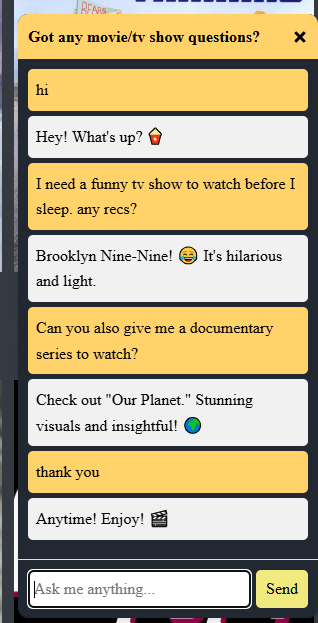 BEARS
Got any movie/tv show questions? ×
hi
Hey! What's up? 🍿
I need a funny tv show to watch before I
sleep. any recs?
Brooklyn Nine-Nine! 😂 It's hilarious
and light.
Can you also give me a documentary
series to watch?
Check out "Our Planet." Stunning
visuals and insightful! 🌍
thank you
Anytime! Enjoy! 🎬
Ask me anything... Send